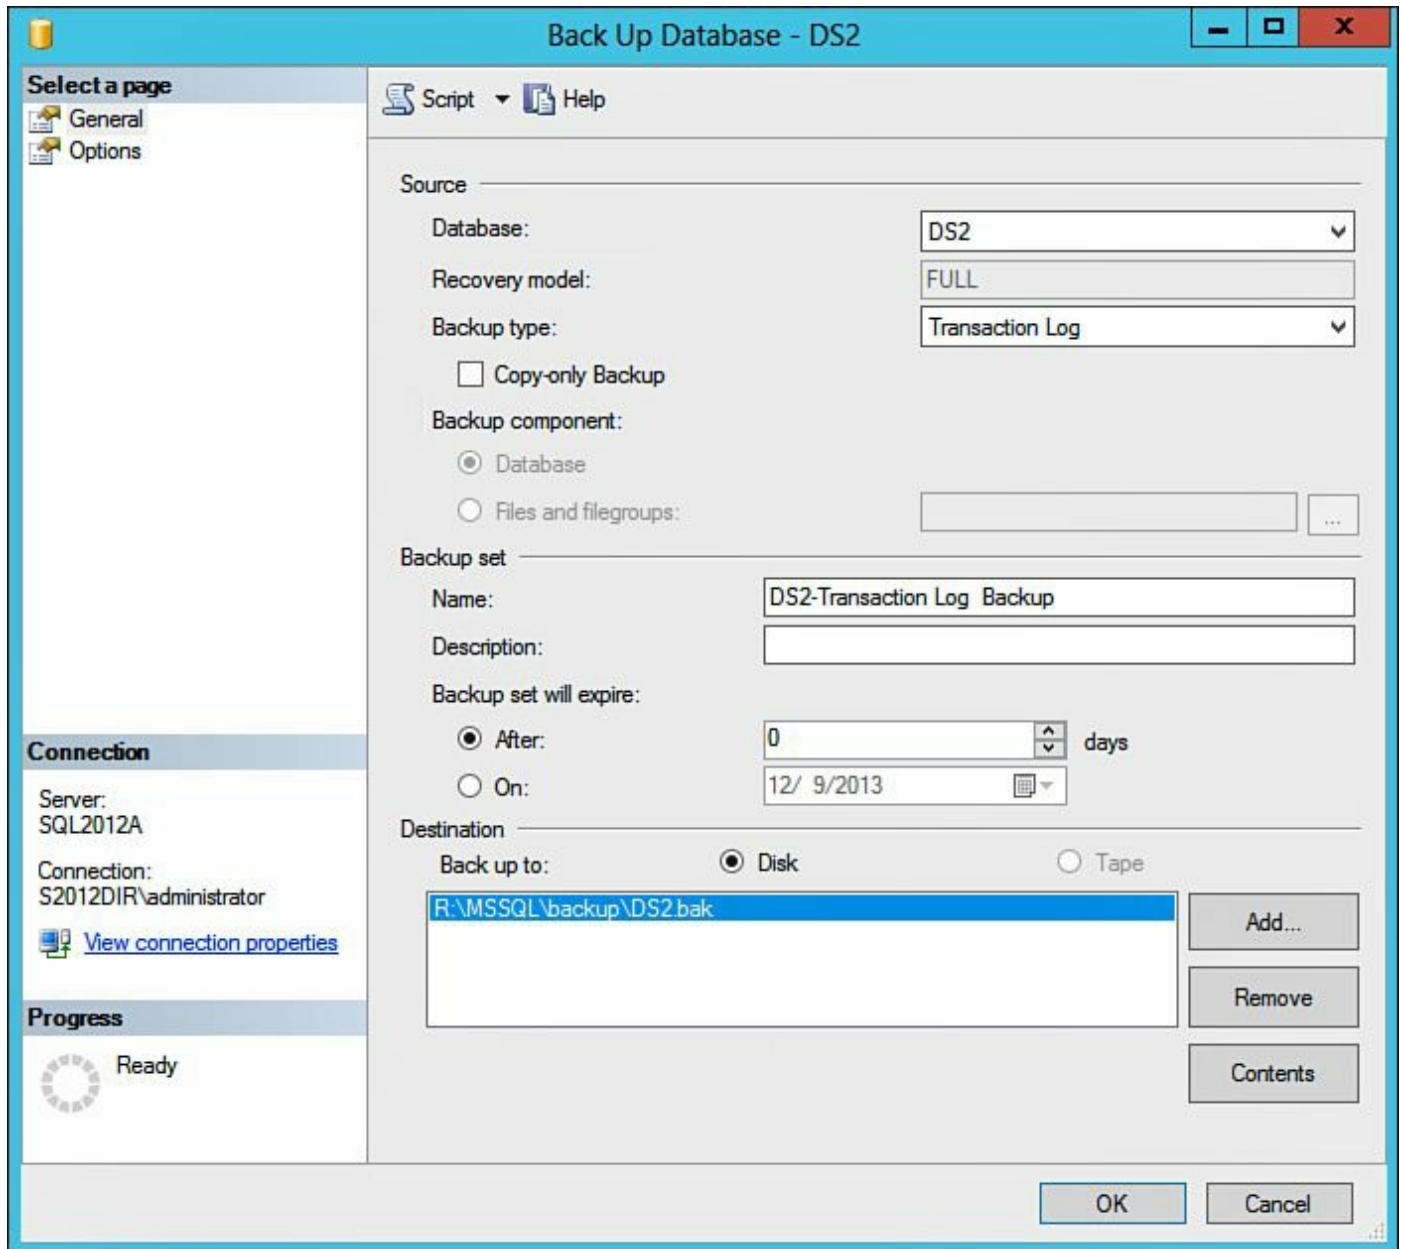 Back Up Database - DS2
Select a page
General
Options
Script
Help
Source
Database:
DS2
Recovery model:
FULL
Backup type:
Transaction Log
Copy-only Backup
Backup component:
Database
Files and filegroups:
...
Backup set
Name:
DS2-Transaction Log  Backup
Description:
Backup set will expire:
After:
0
days
On:
12/ 9/2013
Destination
Back up to:
Disk
Tape
R:\MSSQL\backup\DS2.bak
Add...
Remove
Contents
Connection
Server:
SQL2012A
Connection:
S2012DIR\administrator
View connection properties
Progress
Ready
OK
Cancel